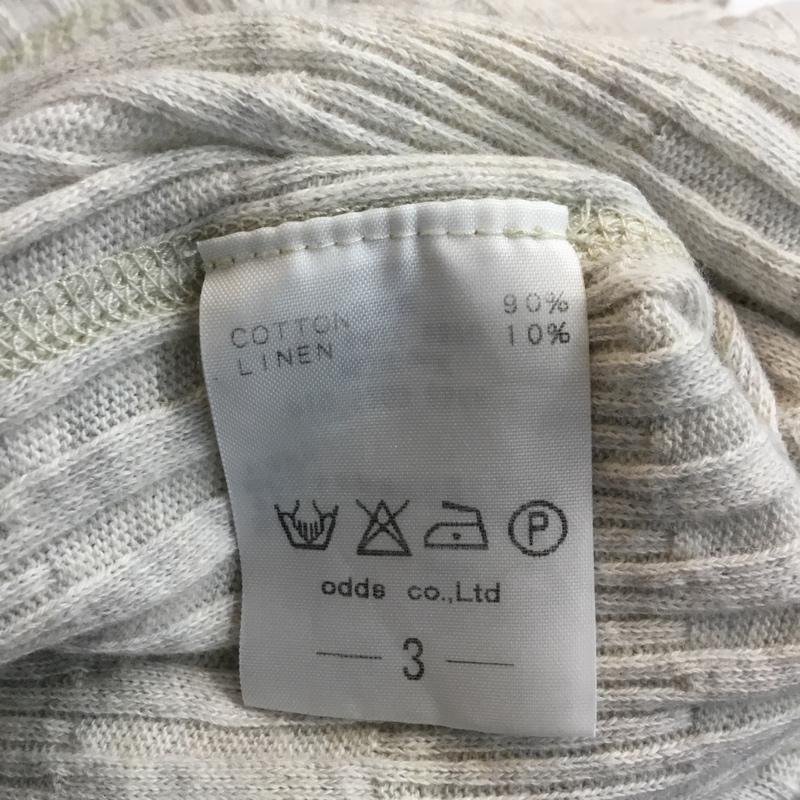 COTTON 90%
LINEN 10%
P
odds co.,Ltd
3